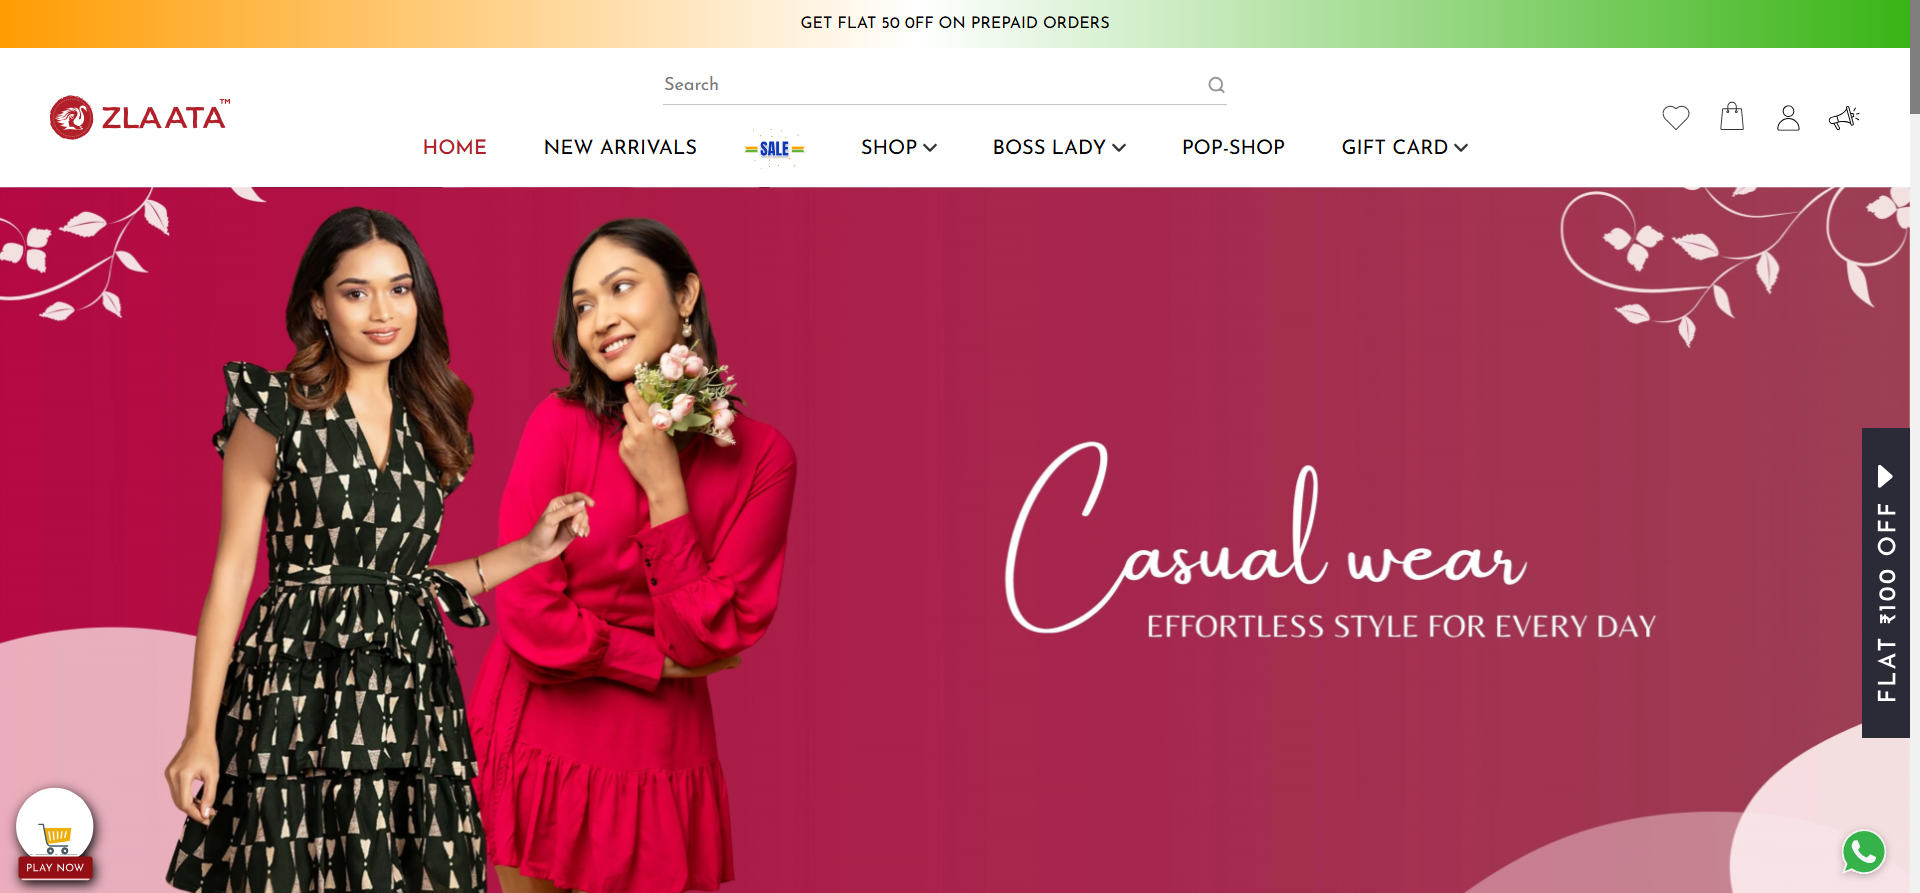 GET FLAT 50 OFF ON PREPAID ORDERS
Search
ZLAATA™
HOME NEW ARRIVALS SALE SHOP BOSS LADY POP-SHOP GIFT CARD
Casual wear
EFFORTLESS STYLE FOR EVERY DAY
FLAT ₹100 OFF
PLAY NOW